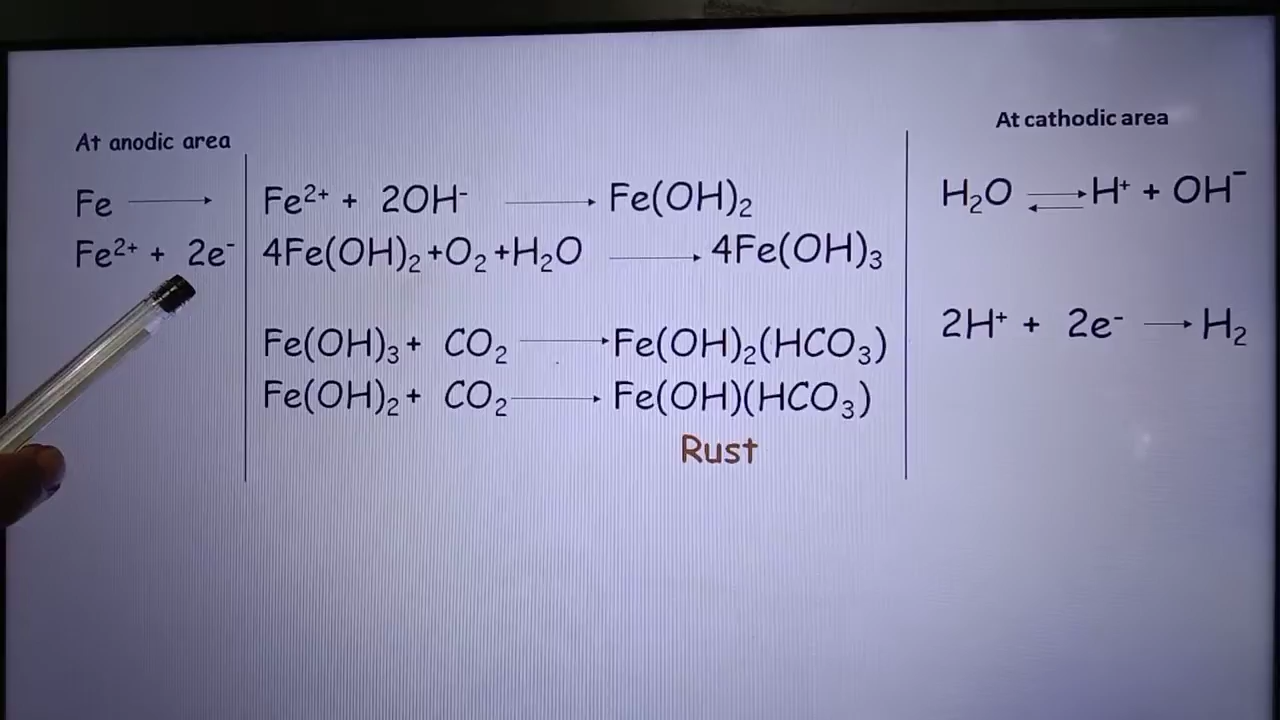 At anodic area
Fe ⟶
Fe²⁺ + 2e⁻
Fe²⁺ + 2OH⁻ ⟶ Fe(OH)₂
4Fe(OH)₂+O₂+H₂O ⟶ 4Fe(OH)₃
Fe(OH)₃+ CO₂ ⟶ Fe(OH)₂(HCO₃)
Fe(OH)₂+ CO₂ ⟶ Fe(OH)(HCO₃)
Rust
At cathodic area
H₂O ⇌ H⁺ + OH⁻
2H⁺ + 2e⁻ ⟶ H₂